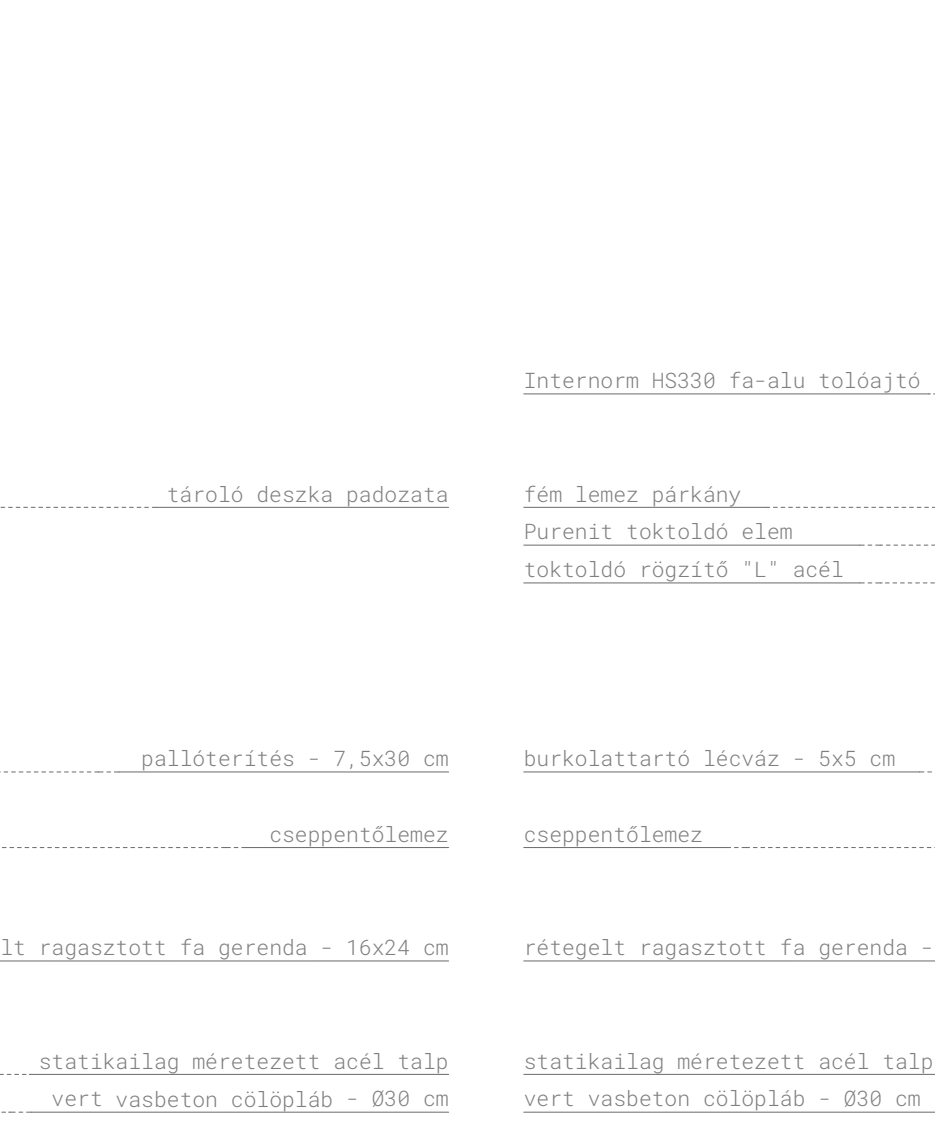 Internorm HS330 fa-alu tolóajtó
tároló deszka padozata
fém lemez párkány
Purenit toktoldó elem
toktoldó rögzítő "L" acél
pallóterítés - 7,5x30 cm
burkolattartó lécváz - 5x5 cm
cseppentőlemez
cseppentőlemez
lt ragasztott fa gerenda - 16x24 cm
rétegelt ragasztott fa gerenda -
statikailag méretezett acél talp
statikailag méretezett acél talp
vert vasbeton cölöpláb - Ø30 cm
vert vasbeton cölöpláb - Ø30 cm